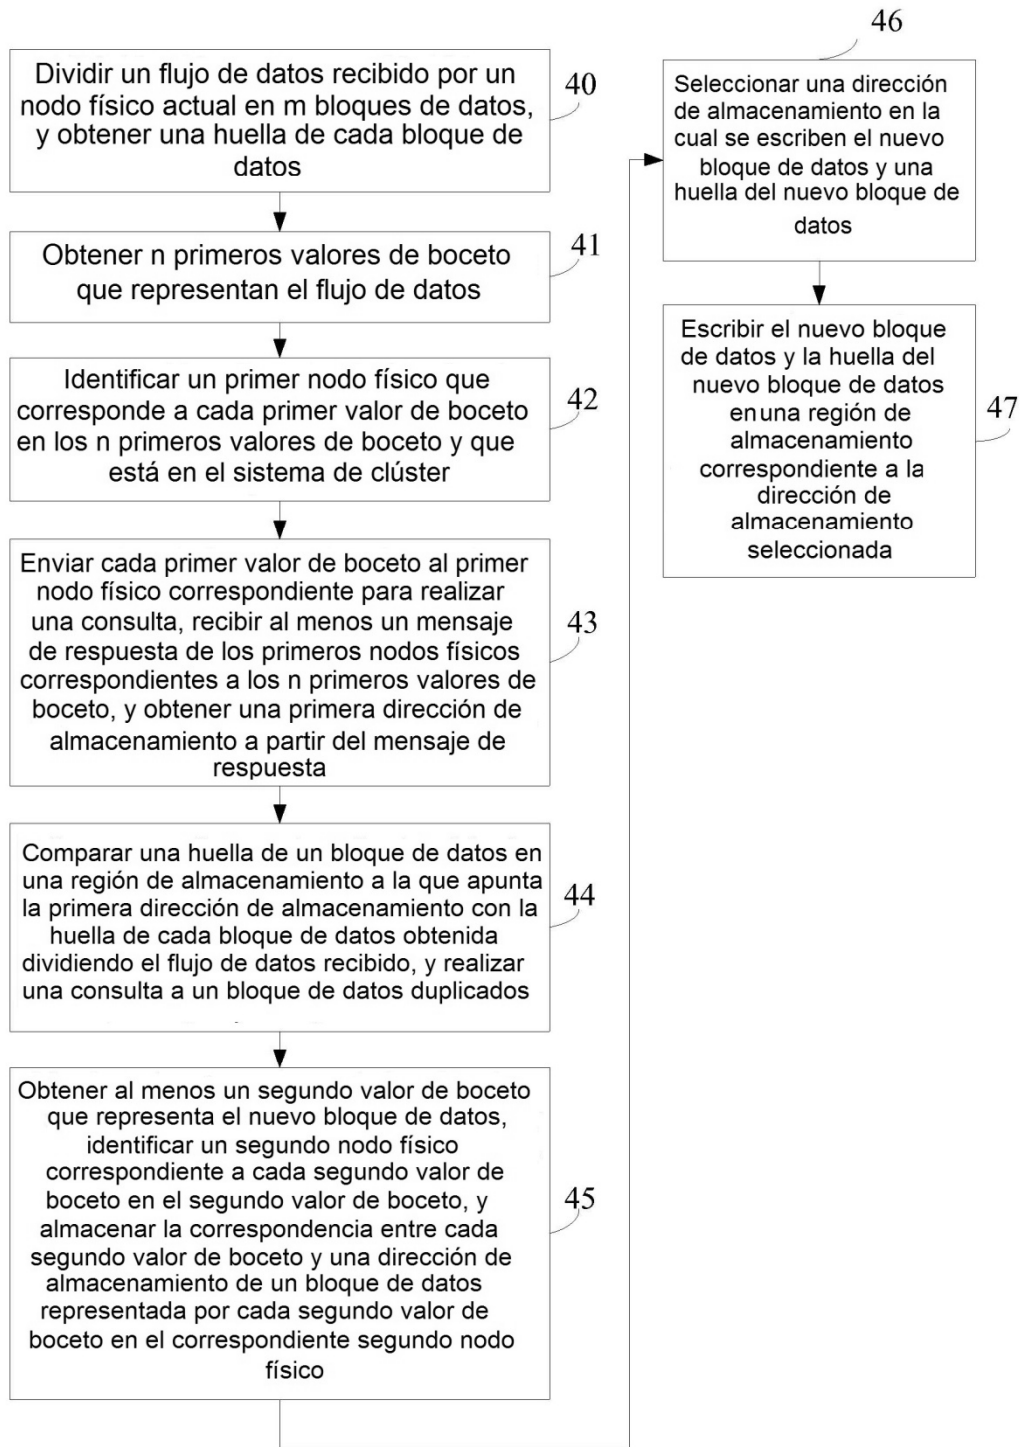 Dividir un flujo de datos recibido por un
nodo físico actual en m bloques de datos,
y obtener una huella de cada bloque de
datos
40
Obtener n primeros valores de boceto
que representan el flujo de datos
41
Identificar un primer nodo físico que
corresponde a cada primer valor de boceto
en los n primeros valores de boceto y que
está en el sistema de clúster
42
Enviar cada primer valor de boceto al primer
nodo físico correspondiente para realizar
una consulta, recibir al menos un mensaje
de respuesta de los primeros nodos físicos
correspondientes a los n primeros valores de
boceto, y obtener una primera dirección de
almacenamiento a partir del mensaje de
respuesta
43
Comparar una huella de un bloque de datos en
una región de almacenamiento a la que apunta
la primera dirección de almacenamiento con la
huella de cada bloque de datos obtenida
dividiendo el flujo de datos recibido, y realizar
una consulta a un bloque de datos duplicados
44
Obtener al menos un segundo valor de boceto
que representa el nuevo bloque de datos,
identificar un segundo nodo físico
correspondiente a cada segundo valor de
boceto en el segundo valor de boceto, y
almacenar la correspondencia entre cada
segundo valor de boceto y una dirección de
almacenamiento de un bloque de datos
representada por cada segundo valor de
boceto en el correspondiente segundo nodo
físico
45
46
Seleccionar una dirección
de almacenamiento en la
cual se escriben el nuevo
bloque de datos y una
huella del nuevo bloque de
datos
Escribir el nuevo bloque
de datos y la huella del
nuevo bloque de datos
en una región de
almacenamiento
correspondiente a la
dirección de
almacenamiento
seleccionada
47